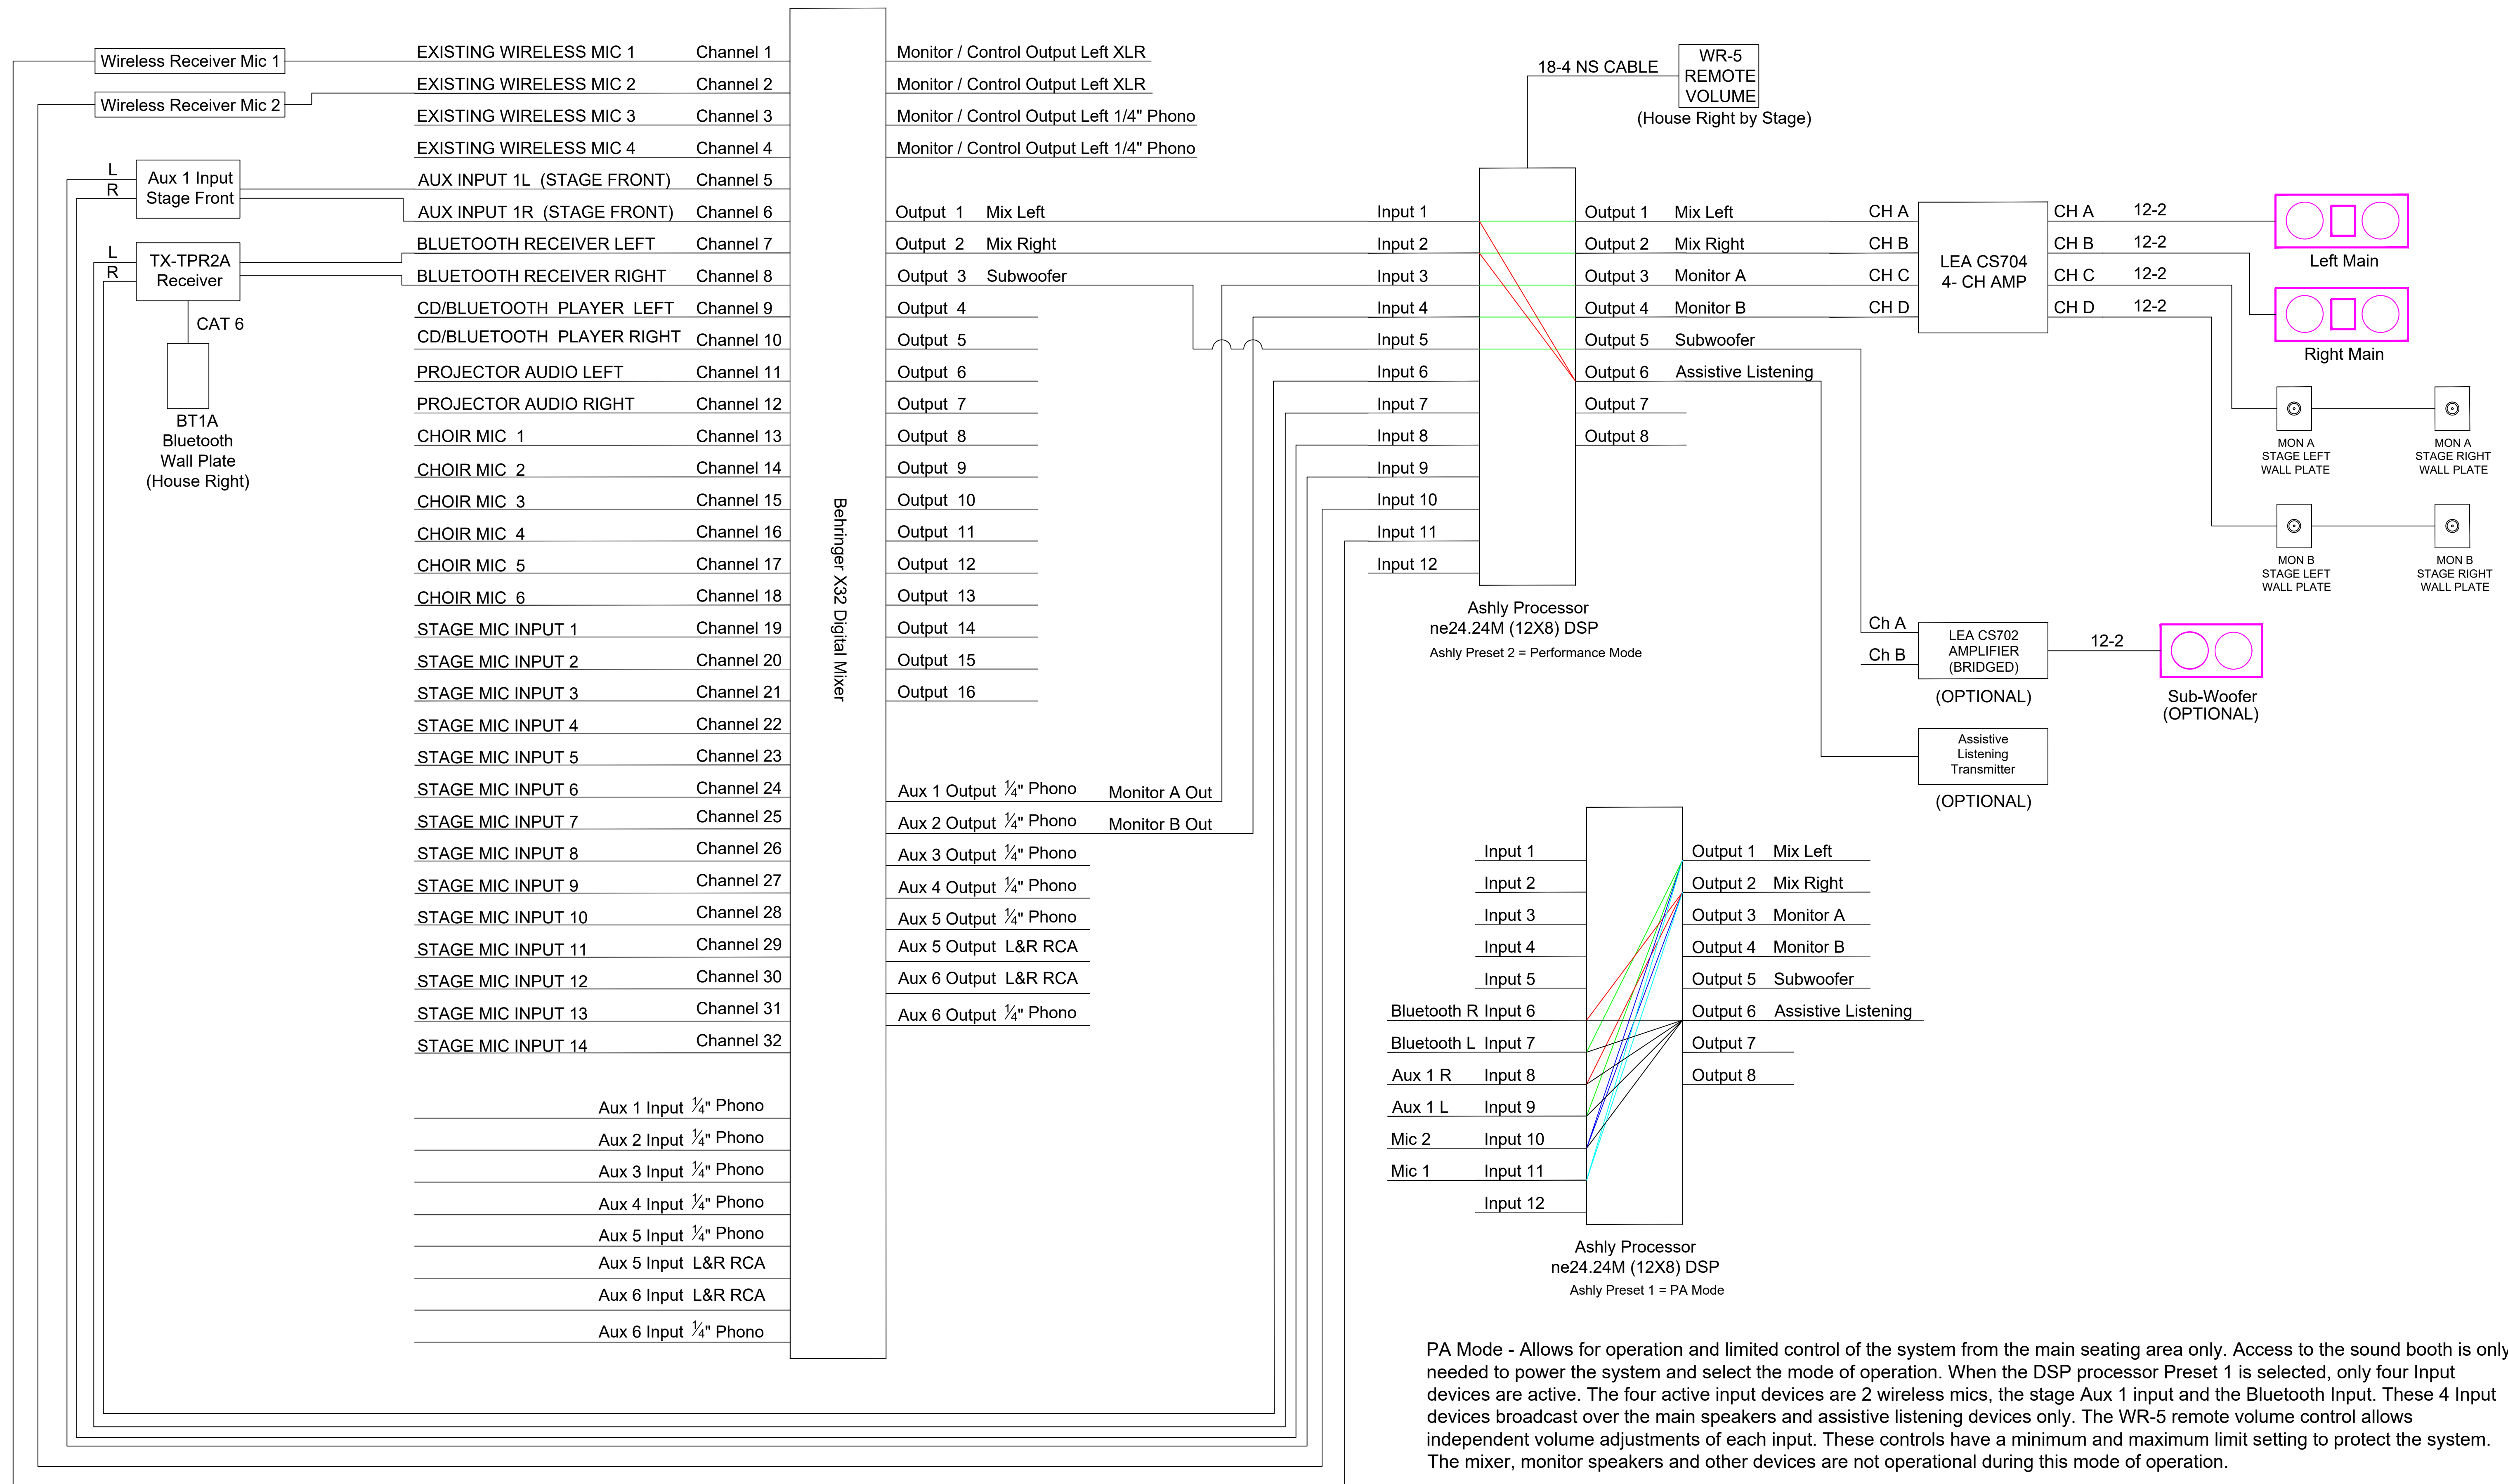 Wireless Receiver Mic 1
Wireless Receiver Mic 2
L
R
Aux 1 Input
Stage Front
L
R
TX-TPR2A
Receiver
CAT 6
BT1A
Bluetooth
Wall Plate
(House Right)
EXISTING WIRELESS MIC 1 Channel 1
EXISTING WIRELESS MIC 2 Channel 2
EXISTING WIRELESS MIC 3 Channel 3
EXISTING WIRELESS MIC 4 Channel 4
AUX INPUT 1L (STAGE FRONT) Channel 5
AUX INPUT 1R (STAGE FRONT) Channel 6
BLUETOOTH RECEIVER LEFT Channel 7
BLUETOOTH RECEIVER RIGHT Channel 8
CD/BLUETOOTH PLAYER LEFT Channel 9
CD/BLUETOOTH PLAYER RIGHT Channel 10
PROJECTOR AUDIO LEFT Channel 11
PROJECTOR AUDIO RIGHT Channel 12
CHOIR MIC 1 Channel 13
CHOIR MIC 2 Channel 14
CHOIR MIC 3 Channel 15
CHOIR MIC 4 Channel 16
CHOIR MIC 5 Channel 17
CHOIR MIC 6 Channel 18
STAGE MIC INPUT 1 Channel 19
STAGE MIC INPUT 2 Channel 20
STAGE MIC INPUT 3 Channel 21
STAGE MIC INPUT 4 Channel 22
STAGE MIC INPUT 5 Channel 23
STAGE MIC INPUT 6 Channel 24
STAGE MIC INPUT 7 Channel 25
STAGE MIC INPUT 8 Channel 26
STAGE MIC INPUT 9 Channel 27
STAGE MIC INPUT 10 Channel 28
STAGE MIC INPUT 11 Channel 29
STAGE MIC INPUT 12 Channel 30
STAGE MIC INPUT 13 Channel 31
STAGE MIC INPUT 14 Channel 32
Aux 1 Input ¼" Phono
Aux 2 Input ¼" Phono
Aux 3 Input ¼" Phono
Aux 4 Input ¼" Phono
Aux 5 Input ¼" Phono
Aux 5 Input L&R RCA
Aux 6 Input L&R RCA
Aux 6 Input ¼" Phono
Behringer X32 Digital Mixer
Monitor / Control Output Left XLR
Monitor / Control Output Left XLR
Monitor / Control Output Left 1/4" Phono
Monitor / Control Output Left 1/4" Phono
Output 1 Mix Left
Output 2 Mix Right
Output 3 Subwoofer
Output 4
Output 5
Output 6
Output 7
Output 8
Output 9
Output 10
Output 11
Output 12
Output 13
Output 14
Output 15
Output 16
Aux 1 Output ¼" Phono Monitor A Out
Aux 2 Output ¼" Phono Monitor B Out
Aux 3 Output ¼" Phono
Aux 4 Output ¼" Phono
Aux 5 Output ¼" Phono
Aux 5 Output L&R RCA
Aux 6 Output L&R RCA
Aux 6 Output ¼" Phono
18-4 NS CABLE
WR-5
REMOTE
VOLUME
(House Right by Stage)
Input 1
Input 2
Input 3
Input 4
Input 5
Input 6
Input 7
Input 8
Input 9
Input 10
Input 11
Input 12
Output 1 Mix Left
Output 2 Mix Right
Output 3 Monitor A
Output 4 Monitor B
Output 5 Subwoofer
Output 6 Assistive Listening
Output 7
Output 8
Ashly Processor
ne24.24M (12X8) DSP
Ashly Preset 2 = Performance Mode
CH A
CH B
CH C
CH D
LEA CS704
4- CH AMP
CH A 12-2
CH B 12-2
CH C 12-2
CH D 12-2
Left Main
Right Main
MON A
STAGE LEFT
WALL PLATE
MON A
STAGE RIGHT
WALL PLATE
MON B
STAGE LEFT
WALL PLATE
MON B
STAGE RIGHT
WALL PLATE
Ch A
Ch B
LEA CS702
AMPLIFIER
(BRIDGED)
(OPTIONAL)
12-2
Sub-Woofer
(OPTIONAL)
Assistive
Listening
Transmitter
(OPTIONAL)
Input 1
Input 2
Input 3
Input 4
Input 5
Bluetooth R Input 6
Bluetooth L Input 7
Aux 1 R Input 8
Aux 1 L Input 9
Mic 2 Input 10
Mic 1 Input 11
Input 12
Output 1 Mix Left
Output 2 Mix Right
Output 3 Monitor A
Output 4 Monitor B
Output 5 Subwoofer
Output 6 Assistive Listening
Output 7
Output 8
Ashly Processor
ne24.24M (12X8) DSP
Ashly Preset 1 = PA Mode
PA Mode - Allows for operation and limited control of the system from the main seating area only. Access to the sound booth is only
needed to power the system and select the mode of operation. When the DSP processor Preset 1 is selected, only four Input
devices are active. The four active input devices are 2 wireless mics, the stage Aux 1 input and the Bluetooth Input. These 4 Input
devices broadcast over the main speakers and assistive listening devices only. The WR-5 remote volume control allows
independent volume adjustments of each input. These controls have a minimum and maximum limit setting to protect the system.
The mixer, monitor speakers and other devices are not operational during this mode of operation.